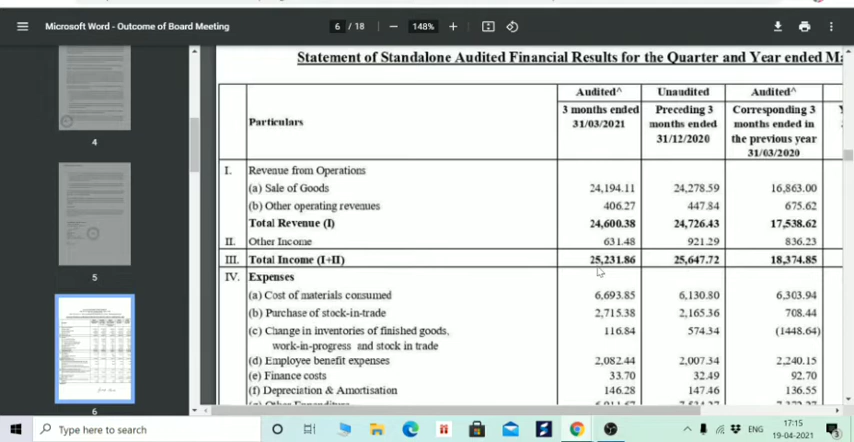 Microsoft Word - Outcome of Board Meeting
6 / 18
148%
4
5
6
Statement of Standalone Audited Financial Results for the Quarter and Year ended
Particulars
Audited^ Unaudited Audited^
3 months ended 31/03/2021
Preceding 3 months ended 31/12/2020
Corresponding 3 months ended in the previous year 31/03/2020
I. Revenue from Operations
(a) Sale of Goods 24,194.11 24,278.59 16,863.00
(b) Other operating revenues 406.27 447.84 675.62
Total Revenue (I) 24,600.38 24,726.43 17,538.62
II. Other Income 631.48 921.29 836.23
III. Total Income (I+II) 25,231.86 25,647.72 18,374.85
IV. Expenses
(a) Cost of materials consumed 6,693.85 6,130.80 6,303.94
(b) Purchase of stock-in-trade 2,715.38 2,165.36 708.44
(c) Change in inventories of finished goods, 116.84 574.34 (1448.64)
work-in-progress and stock in trade
(d) Employee benefit expenses 2,082.44 2,007.34 2,240.15
(e) Finance costs 33.70 32.49 92.70
(f) Depreciation & Amortisation 146.28 147.46 136.55
Type here to search
ENG
17:15
19-04-2021